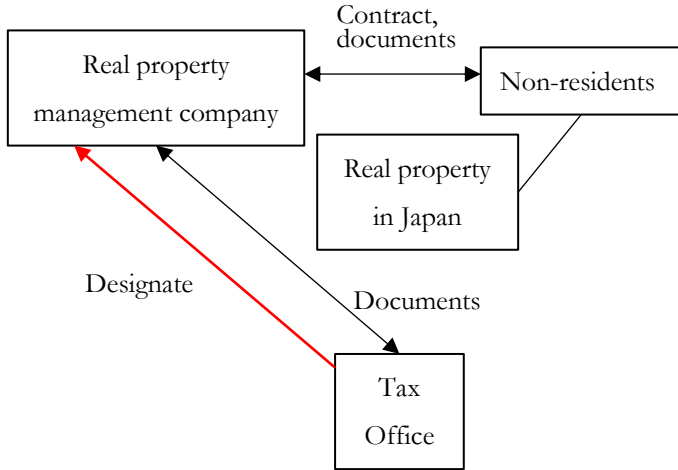 Contract,
documents
Real property
management company
Non-residents
Real property
in Japan
Designate
Documents
Tax
Office